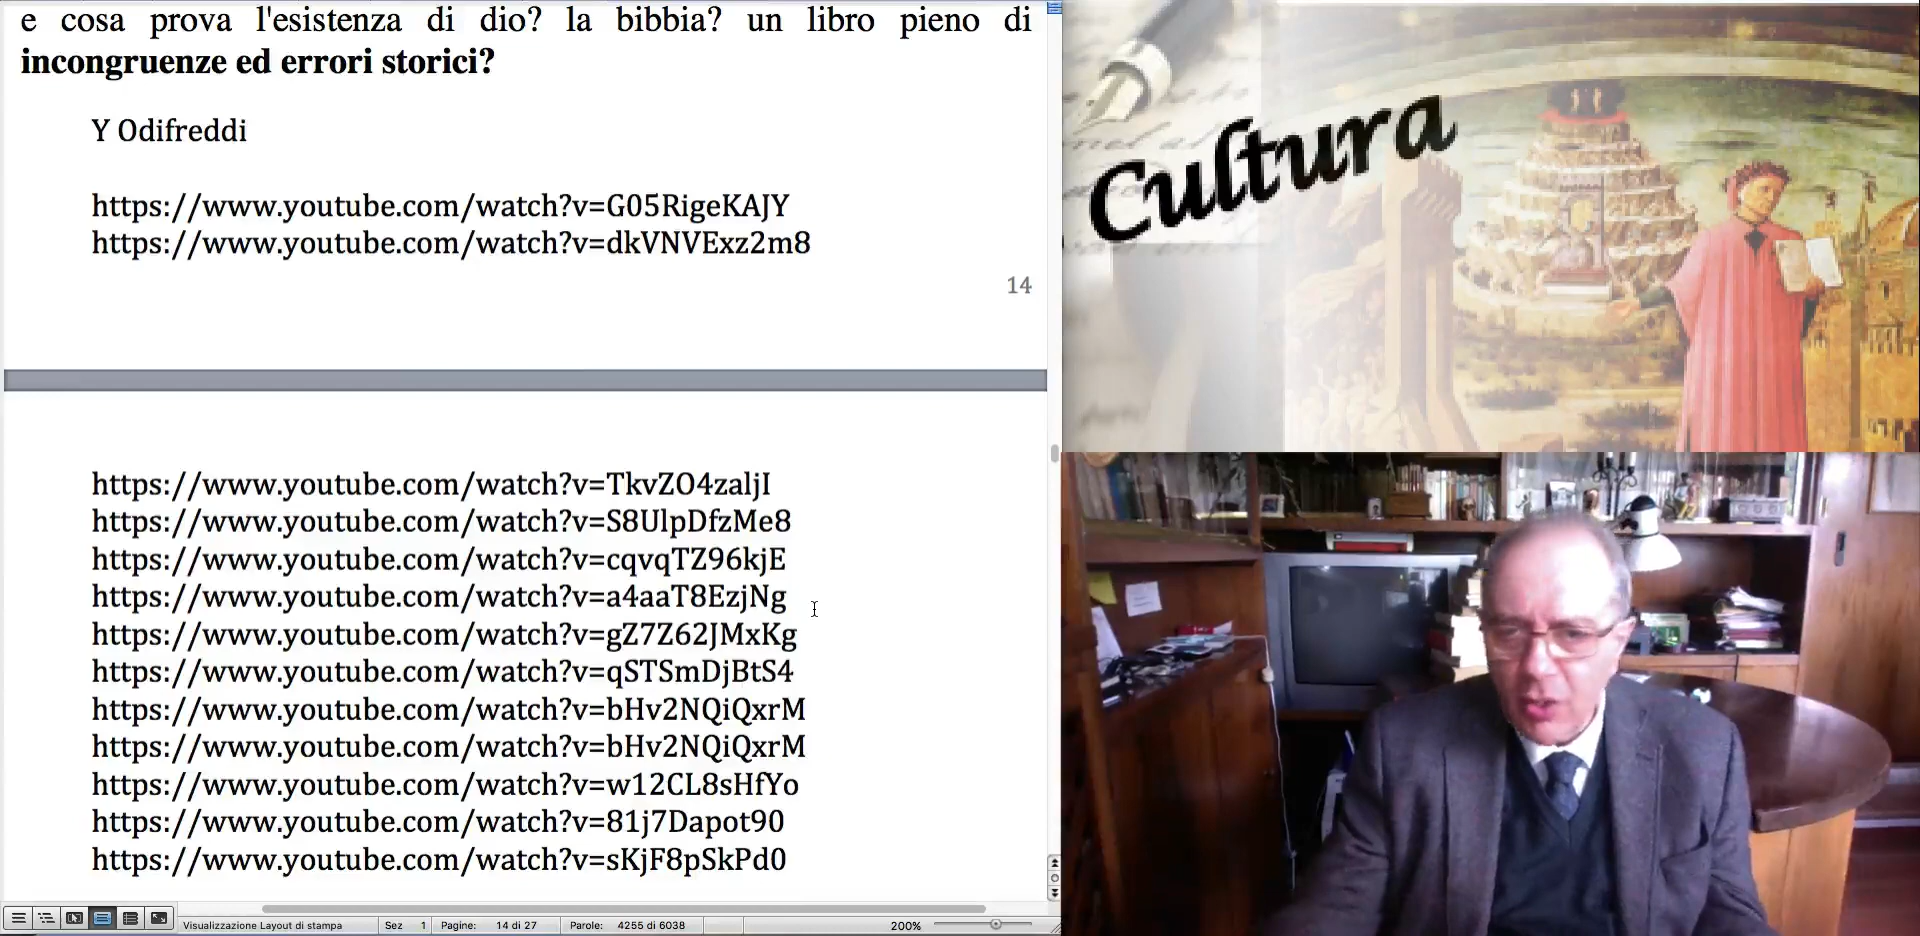 e cosa prova l'esistenza di dio? la bibbia? un libro pieno di
incongruenze ed errori storici?
Y Odifreddi
https://www.youtube.com/watch?v=G05RigeKAJY
https://www.youtube.com/watch?v=dkVNVExz2m8
14
https://www.youtube.com/watch?v=TkvZO4zaljI
https://www.youtube.com/watch?v=S8UlpDfzMe8
https://www.youtube.com/watch?v=cqvqTZ96kjE
https://www.youtube.com/watch?v=a4aaT8EzjNg
https://www.youtube.com/watch?v=gZ7Z62JMxKg
https://www.youtube.com/watch?v=qSTSmDjBtS4
https://www.youtube.com/watch?v=bHv2NQiQxrM
https://www.youtube.com/watch?v=bHv2NQiQxrM
https://www.youtube.com/watch?v=w12CL8sHfYo
https://www.youtube.com/watch?v=81j7Dapot90
https://www.youtube.com/watch?v=sKjF8pSkPd0
Visualizzazione Layout di stampa Sez 1 Pagine: 14 di 27 Parole: 4255 di 6038 200%
Cultura